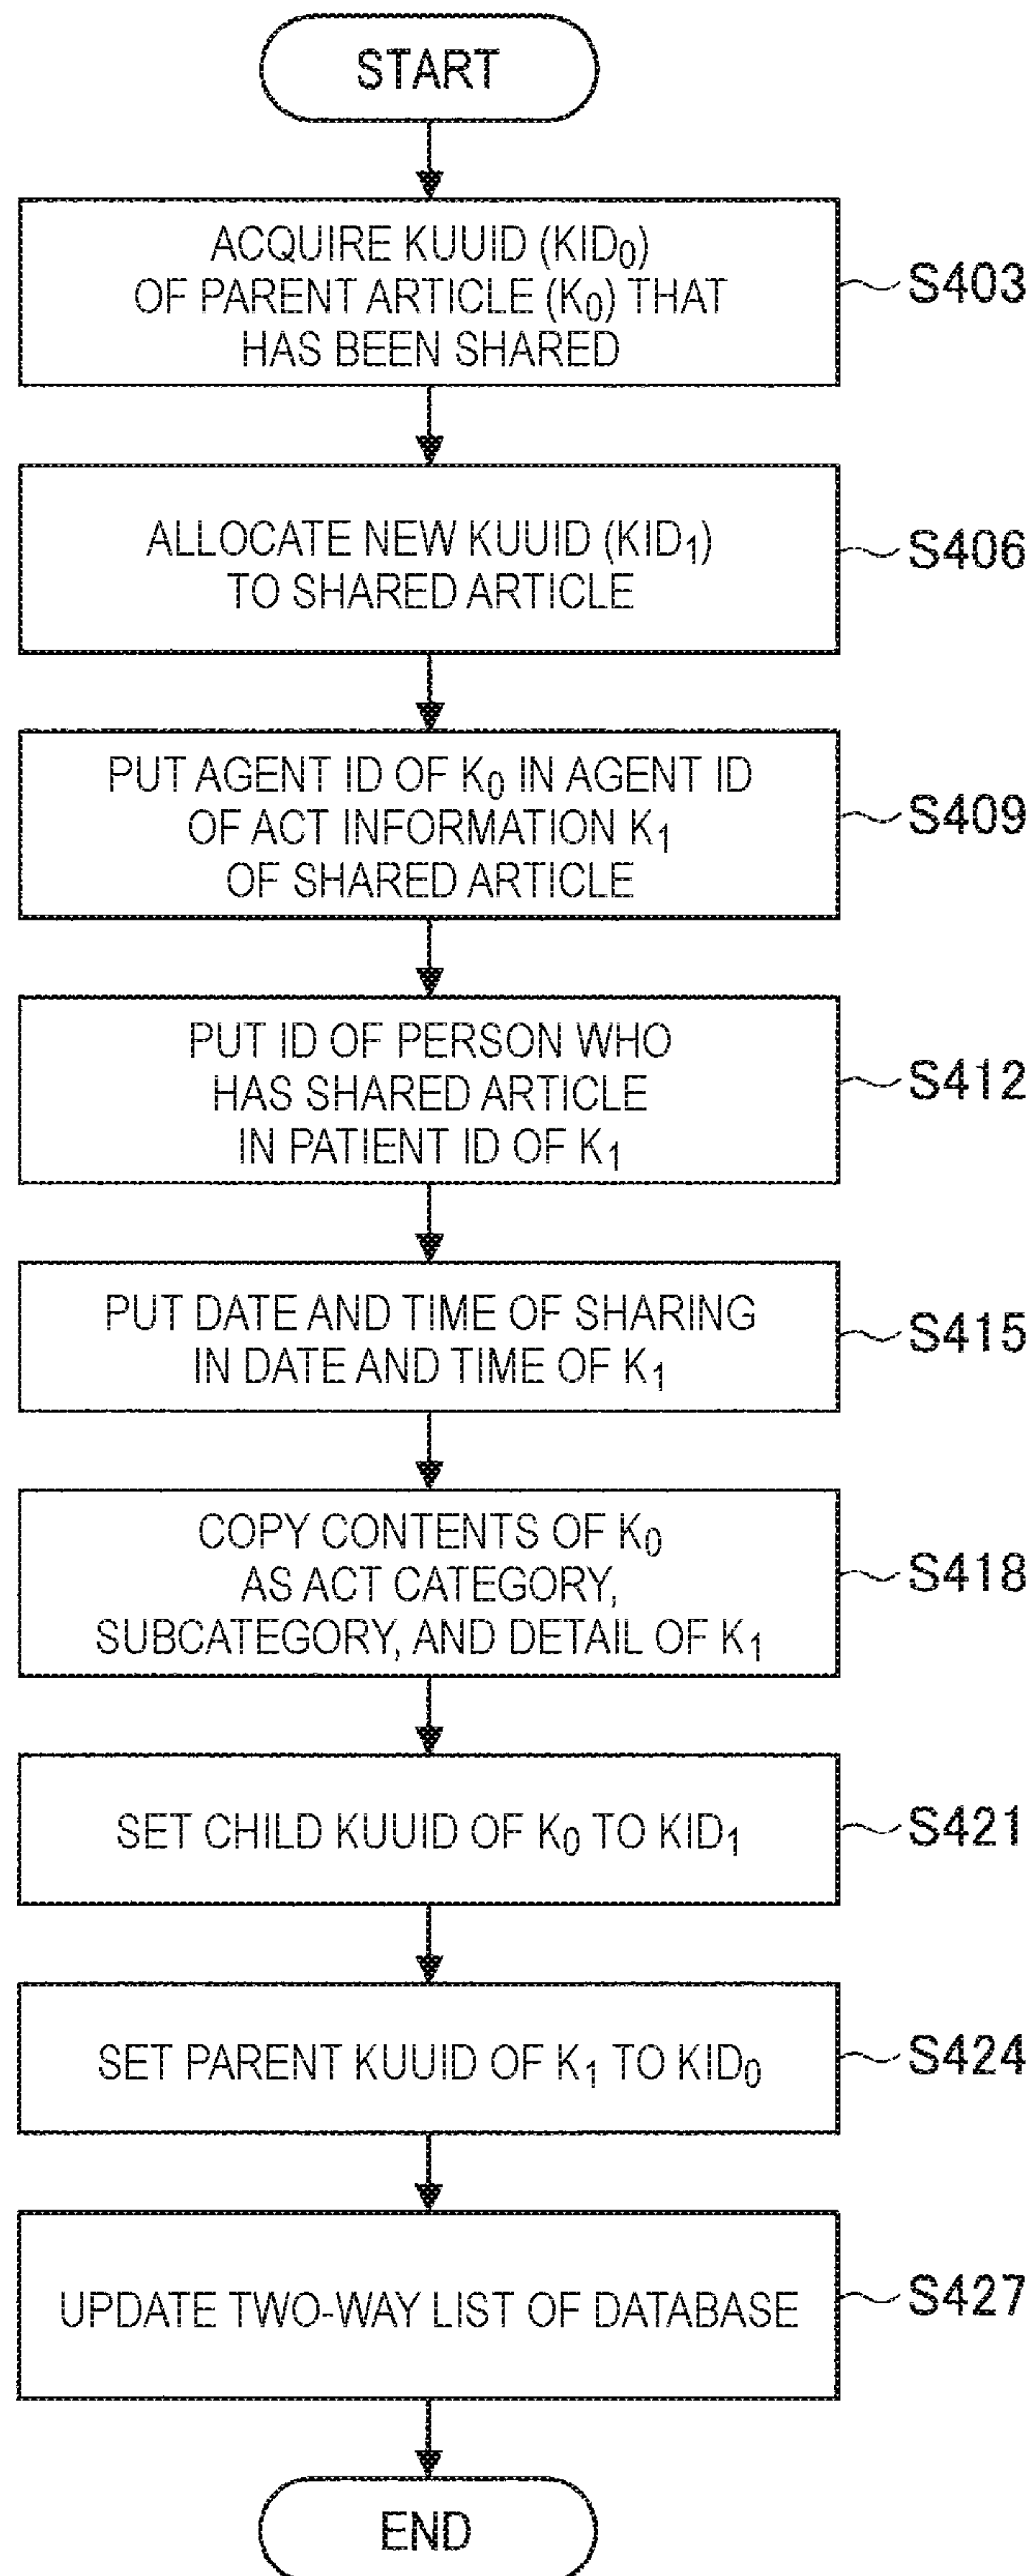 START
ACQUIRE KUUID (KID₀)
OF PARENT ARTICLE (K₀) THAT
HAS BEEN SHARED
S403
ALLOCATE NEW KUUID (KID₁)
TO SHARED ARTICLE
S406
PUT AGENT ID OF K₀ IN AGENT ID
OF ACT INFORMATION K₁
OF SHARED ARTICLE
S409
PUT ID OF PERSON WHO
HAS SHARED ARTICLE
IN PATIENT ID OF K₁
S412
PUT DATE AND TIME OF SHARING
IN DATE AND TIME OF K₁
S415
COPY CONTENTS OF K₀
AS ACT CATEGORY,
SUBCATEGORY, AND DETAIL OF K₁
S418
SET CHILD KUUID OF K₀ TO KID₁
S421
SET PARENT KUUID OF K₁ TO KID₀
S424
UPDATE TWO-WAY LIST OF DATABASE
S427
END